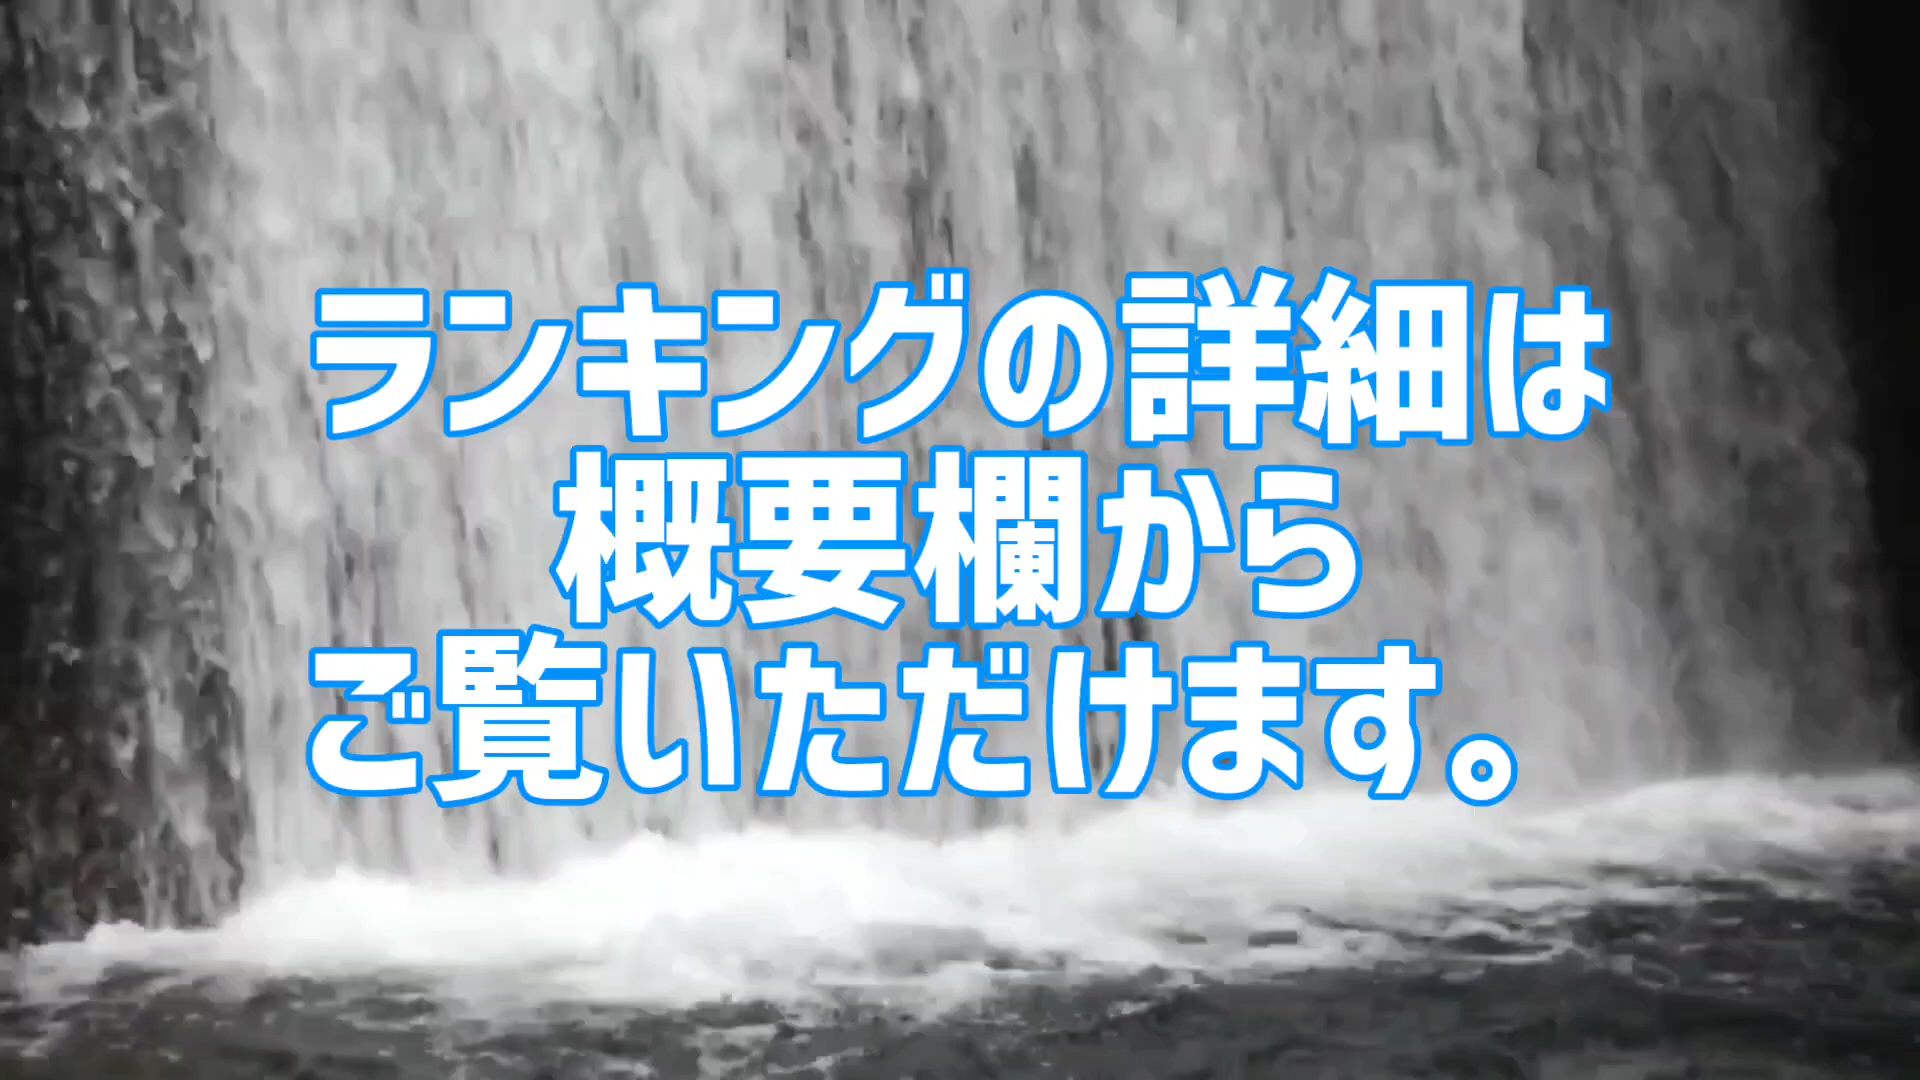 ランキングの詳細は
概要欄から
ご覧いただけます。